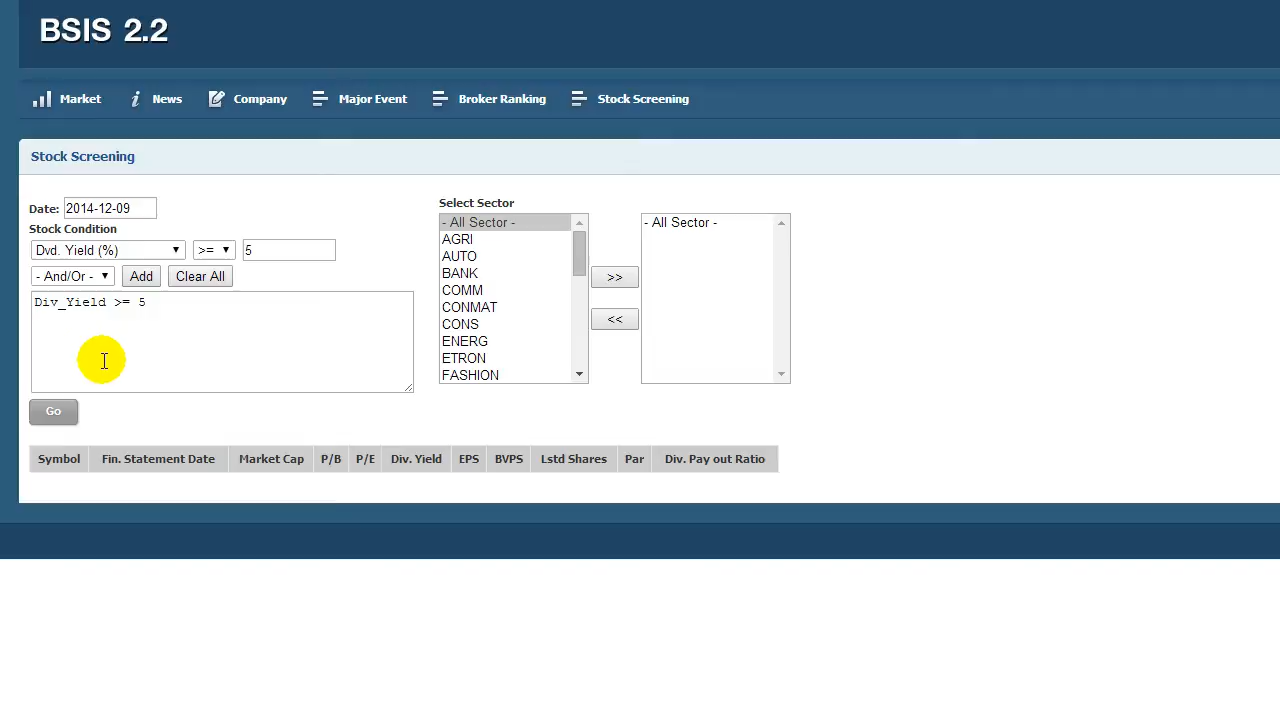 BSIS 2.2
Market News Company Major Event Broker Ranking Stock Screening
Stock Screening
Date: 2014-12-09
Stock Condition
Dvd. Yield (%) >= 5
- And/Or - Add Clear All
Div_Yield >= 5
Go
Select Sector
- All Sector -
AGRI
AUTO
BANK
COMM
CONMAT
CONS
ENERG
ETRON
FASHION
>>
<<
- All Sector -
Symbol Fin. Statement Date Market Cap P/B P/E Div. Yield EPS BVPS Lstd Shares Par Div. Pay out Ratio